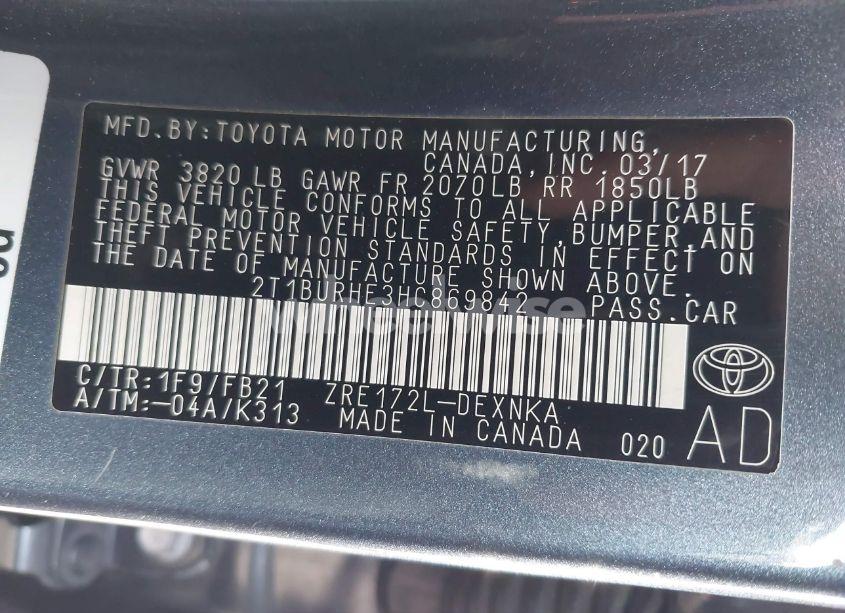 MFD.BY:TOYOTA MOTOR MANUFACTURING,
CANADA,INC. 03/17
GVWR 3820 LB GAWR FR 2070LB RR 1850LB
THIS VEHICLE CONFORMS TO ALL APPLICABLE
FEDERAL MOTOR VEHICLE SAFETY,BUMPER,AND
THEFT PREVENTION STANDARDS IN EFFECT ON
THE DATE OF MANUFACTURE SHOWN ABOVE.
2T1BURHE3HC869842 PASS.CAR
wheelwise
C/TR:1F9/FB21 ZRE172L-DEXNKA
A/TM:-04A/K313 MADE IN CANADA 020 AD